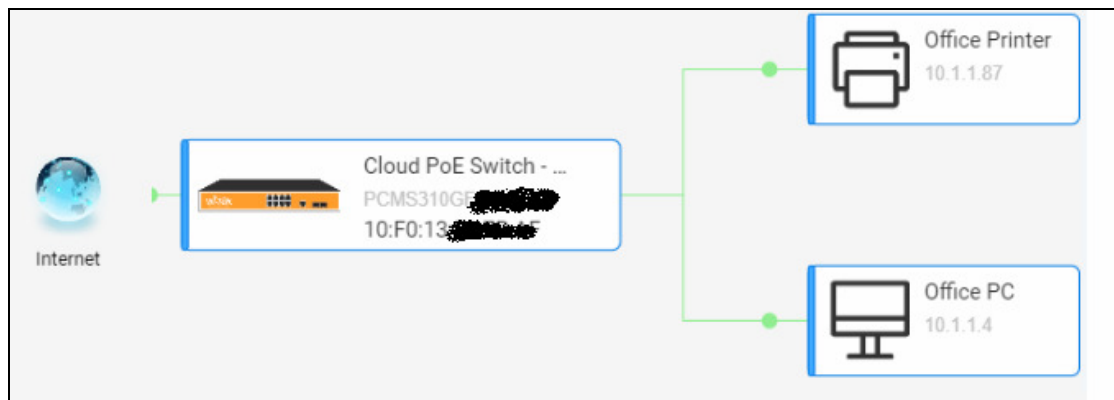 Office Printer
10.1.1.87
Cloud PoE Switch - ...
PCMS310GF
10:F0:13
Internet
Office PC
10.1.1.4